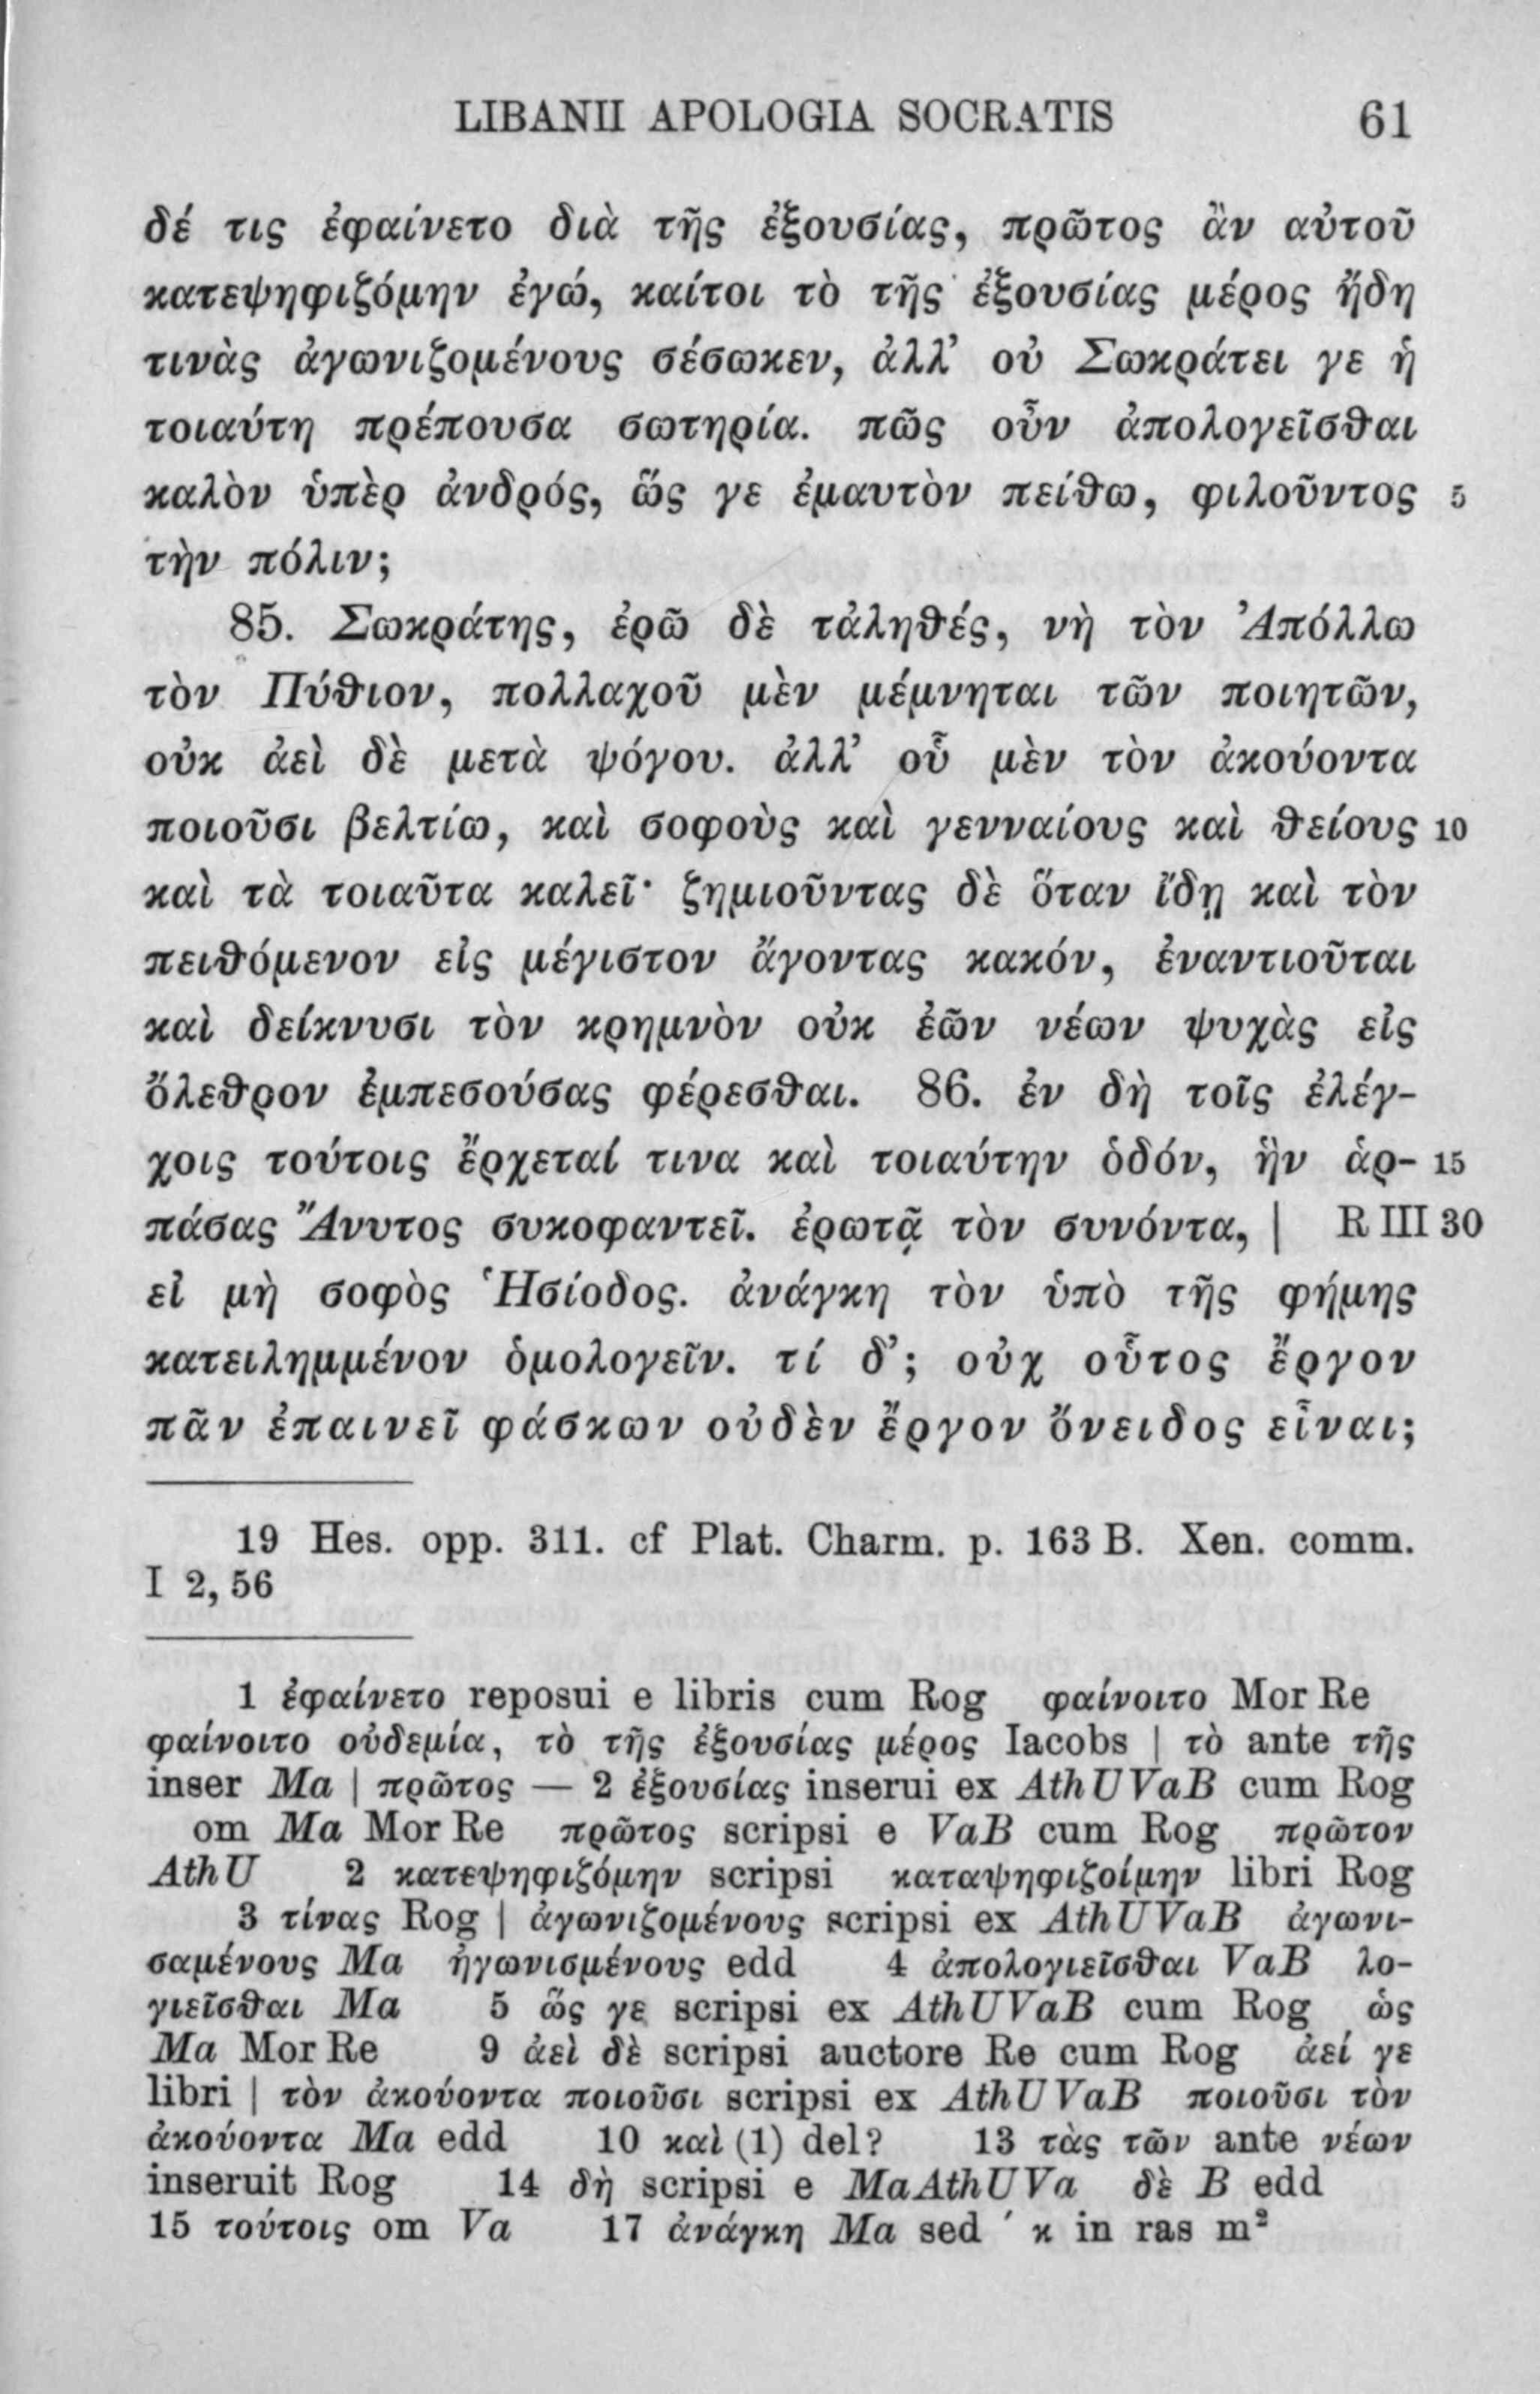 LIBANII APOLOGIA SOCRATIS 61
δέ τις ἐφαίνετο διὰ τῆς ἐξουσίας, πρῶτος ἂν αὐτοῦ
κατεψηφιζόμην ἐγώ, καίτοι τὸ τῆς ἐξουσίας μέρος ἤδη
τινὰς ἀγωνιζομένους σέσωκεν, ἀλλ’ οὐ Σωκράτει γε ἡ
τοιαύτη πρέπουσα σωτηρία. πῶς οὖν ἀπολογεῖσθαι
καλὸν ὑπὲρ ἀνδρός, ὥς γε ἐμαυτὸν πείθω, φιλοῦντος 5
τὴν πόλιν;
85. Σωκράτης, ἐρῶ δὲ τἀληθές, νὴ τὸν Ἀπόλλω
τὸν Πύθιον, πολλαχοῦ μὲν μέμνηται τῶν ποιητῶν,
οὐκ ἀεὶ δὲ μετὰ ψόγου. ἀλλ’ οὗ μὲν τὸν ἀκούοντα
ποιοῦσι βελτίω, καὶ σοφοὺς καὶ γενναίους καὶ θείους 10
καὶ τὰ τοιαῦτα καλεῖ· ζημιοῦντας δὲ ὅταν ἴδῃ καὶ τὸν
πειθόμενον εἰς μέγιστον ἄγοντας κακόν, ἐναντιοῦται
καὶ δείκνυσι τὸν κρημνὸν οὐκ ἐῶν νέων ψυχὰς εἰς
ὄλεθρον ἐμπεσούσας φέρεσθαι. 86. ἐν δὴ τοῖς ἐλέγ-
χοις τούτοις ἔρχεταί τινα καὶ τοιαύτην ὁδόν, ἣν ἁρ- 15
πάσας Ἄνυτος συκοφαντεῖ. ἐρωτᾷ τὸν συνόντα, | R III 30
εἰ μὴ σοφὸς Ἡσίοδος. ἀνάγκη τὸν ὑπὸ τῆς φήμης
κατειλημμένον ὁμολογεῖν. τί δ’; οὐχ οὗτος ἔργον
πᾶν ἐπαινεῖ φάσκων οὐδὲν ἔργον ὄνειδος εἶναι;
19 Hes. opp. 311. cf Plat. Charm. p. 163 B. Xen. comm.
I 2, 56
1 ἐφαίνετο reposui e libris cum Rog φαίνοιτο Mor Re
φαίνοιτο οὐδεμία, τὸ τῆς ἐξουσίας μέρος Iacobs | τὸ ante τῆς
inser Ma | πρῶτος — 2 ἐξουσίας inserui ex AthUVaB cum Rog
om Ma Mor Re πρῶτος scripsi e VaB cum Rog πρῶτον
AthU 2 κατεψηφιζόμην scripsi καταψηφιζοίμην libri Rog
3 τίνας Rog | ἀγωνιζομένους scripsi ex AthUVaB ἀγωνι-
σαμένους Ma ἠγωνισμένους edd 4 ἀπολογιεῖσθαι VaB λο-
γιεῖσθαι Ma 5 ὥς γε scripsi ex AthUVaB cum Rog ὡς
Ma Mor Re 9 ἀεὶ δὲ scripsi auctore Re cum Rog ἀεί γε
libri | τὸν ἀκούοντα ποιοῦσι scripsi ex AthUVaB ποιοῦσι τὸν
ἀκούοντα Ma edd 10 καὶ (1) del? 13 τὰς τῶν ante νέων
inseruit Rog 14 δὴ scripsi e MaAthUVa δὲ B edd
15 τούτοις om Va 17 ἀνάγκη Ma sed ´ κ in ras m²